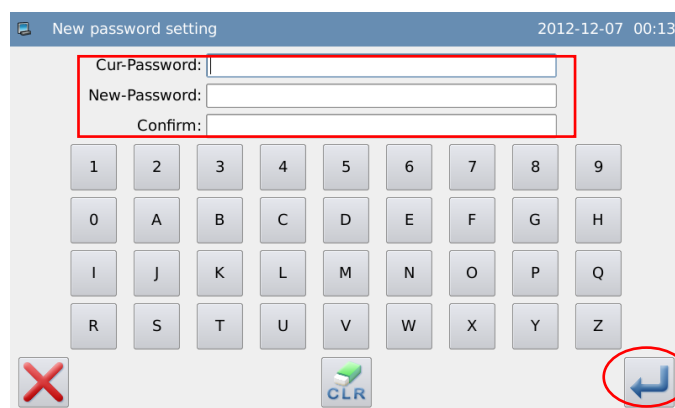 New password setting 2012-12-07 00:13
Cur-Password:
New-Password:
Confirm:
1 2 3 4 5 6 7 8 9
0 A B C D E F G H
I J K L M N O P Q
R S T U V W X Y Z
CLR